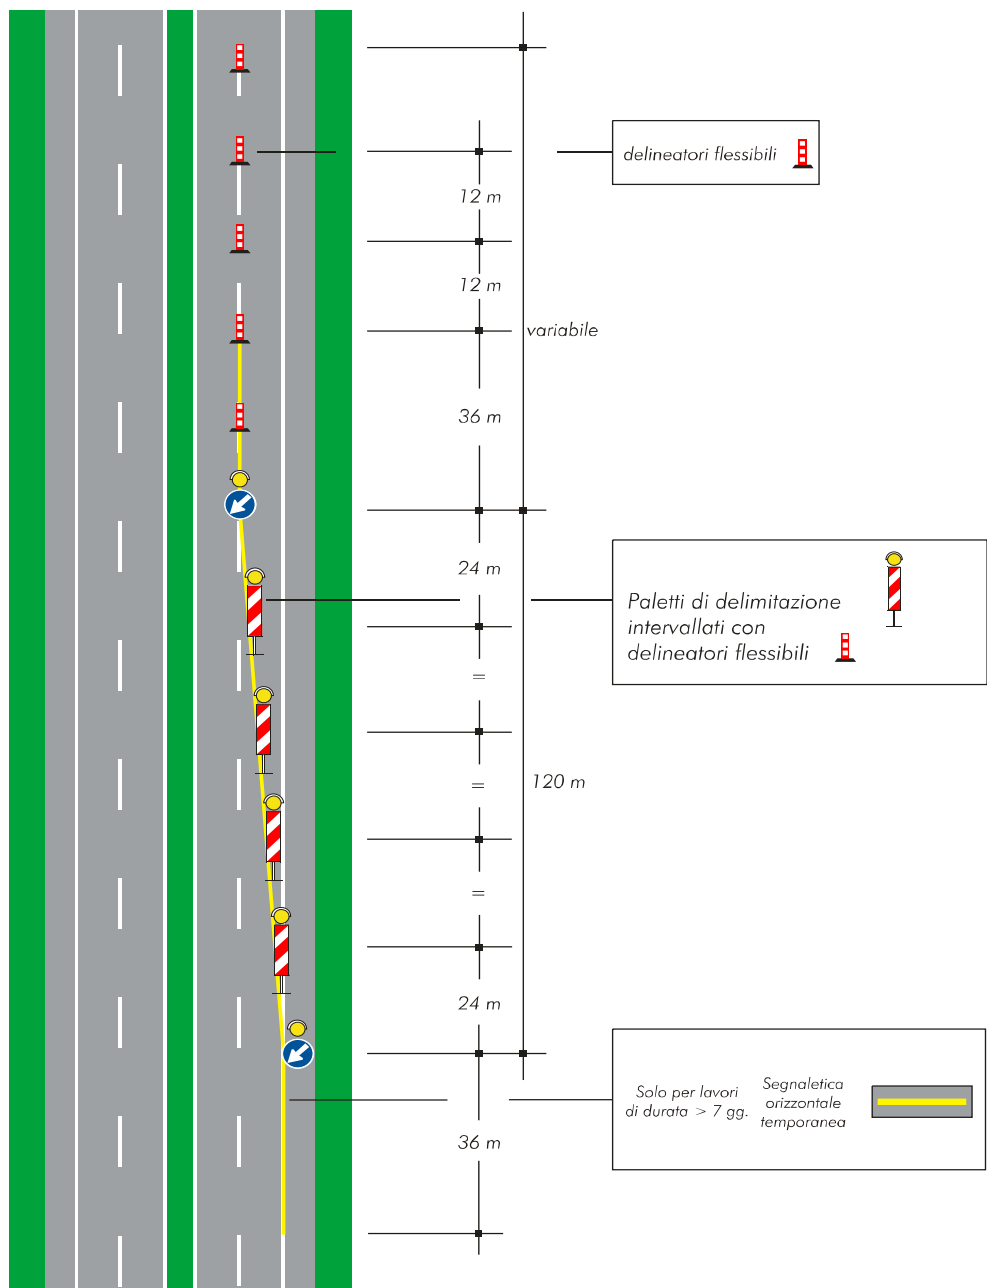 delineatori flessibili
12 m
12 m
variabile
36 m
24 m
Paletti di delimitazione
intervallati con
delineatori flessibili
=
=
120 m
=
24 m
Solo per lavori
di durata > 7 gg.
Segnaletica
orizzontale
temporanea
36 m